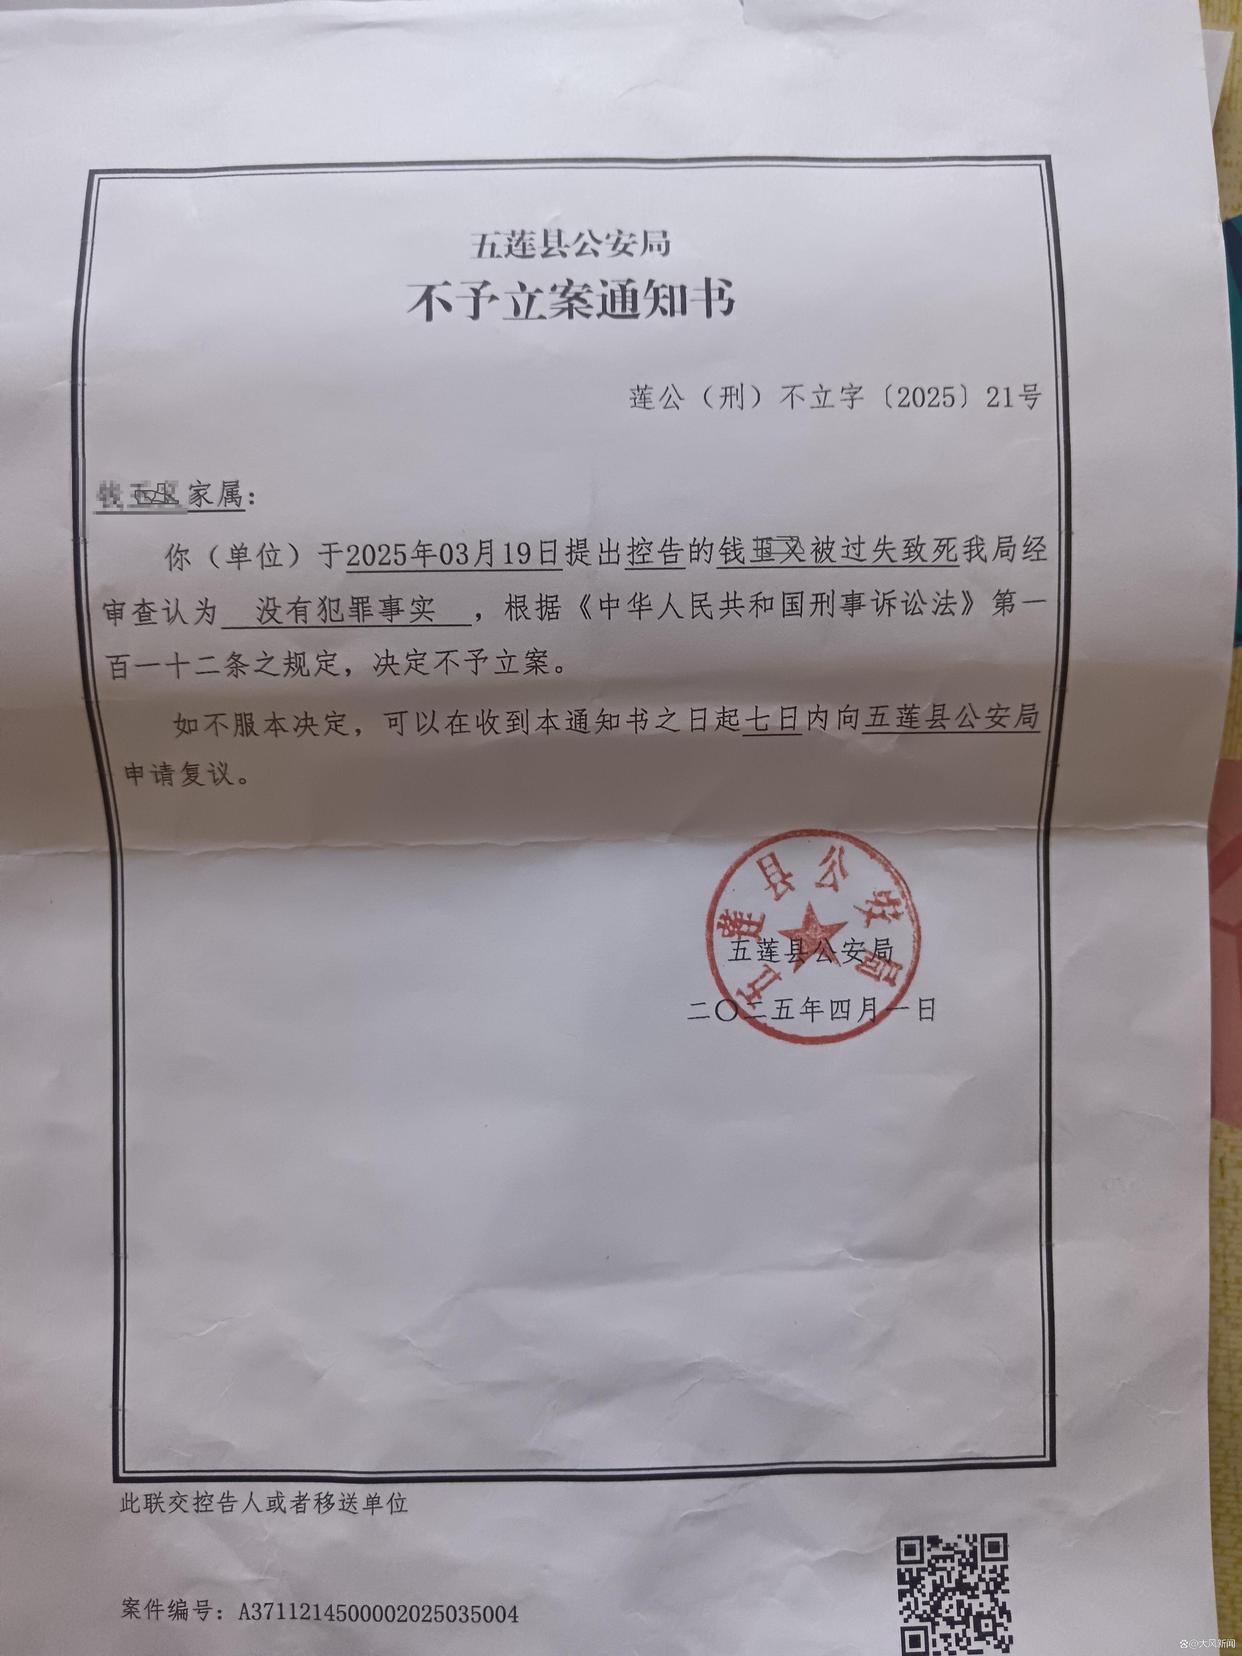 五莲县公安局
不予立案通知书
莲公（刑）不立字〔2025〕21号
家属：
你（单位）于2025年03月19日提出控告的钱被过失致死我局经
审查认为 没有犯罪事实 ，根据《中华人民共和国刑事诉讼法》第一
百一十二条之规定，决定不予立案。
如不服本决定，可以在收到本通知书之日起七日内向五莲县公安局
申请复议。
五莲县公安局
五莲县公安局
二〇二五年四月一日
此联交控告人或者移送单位
案件编号：A3711214500002025035004
@大风新闻